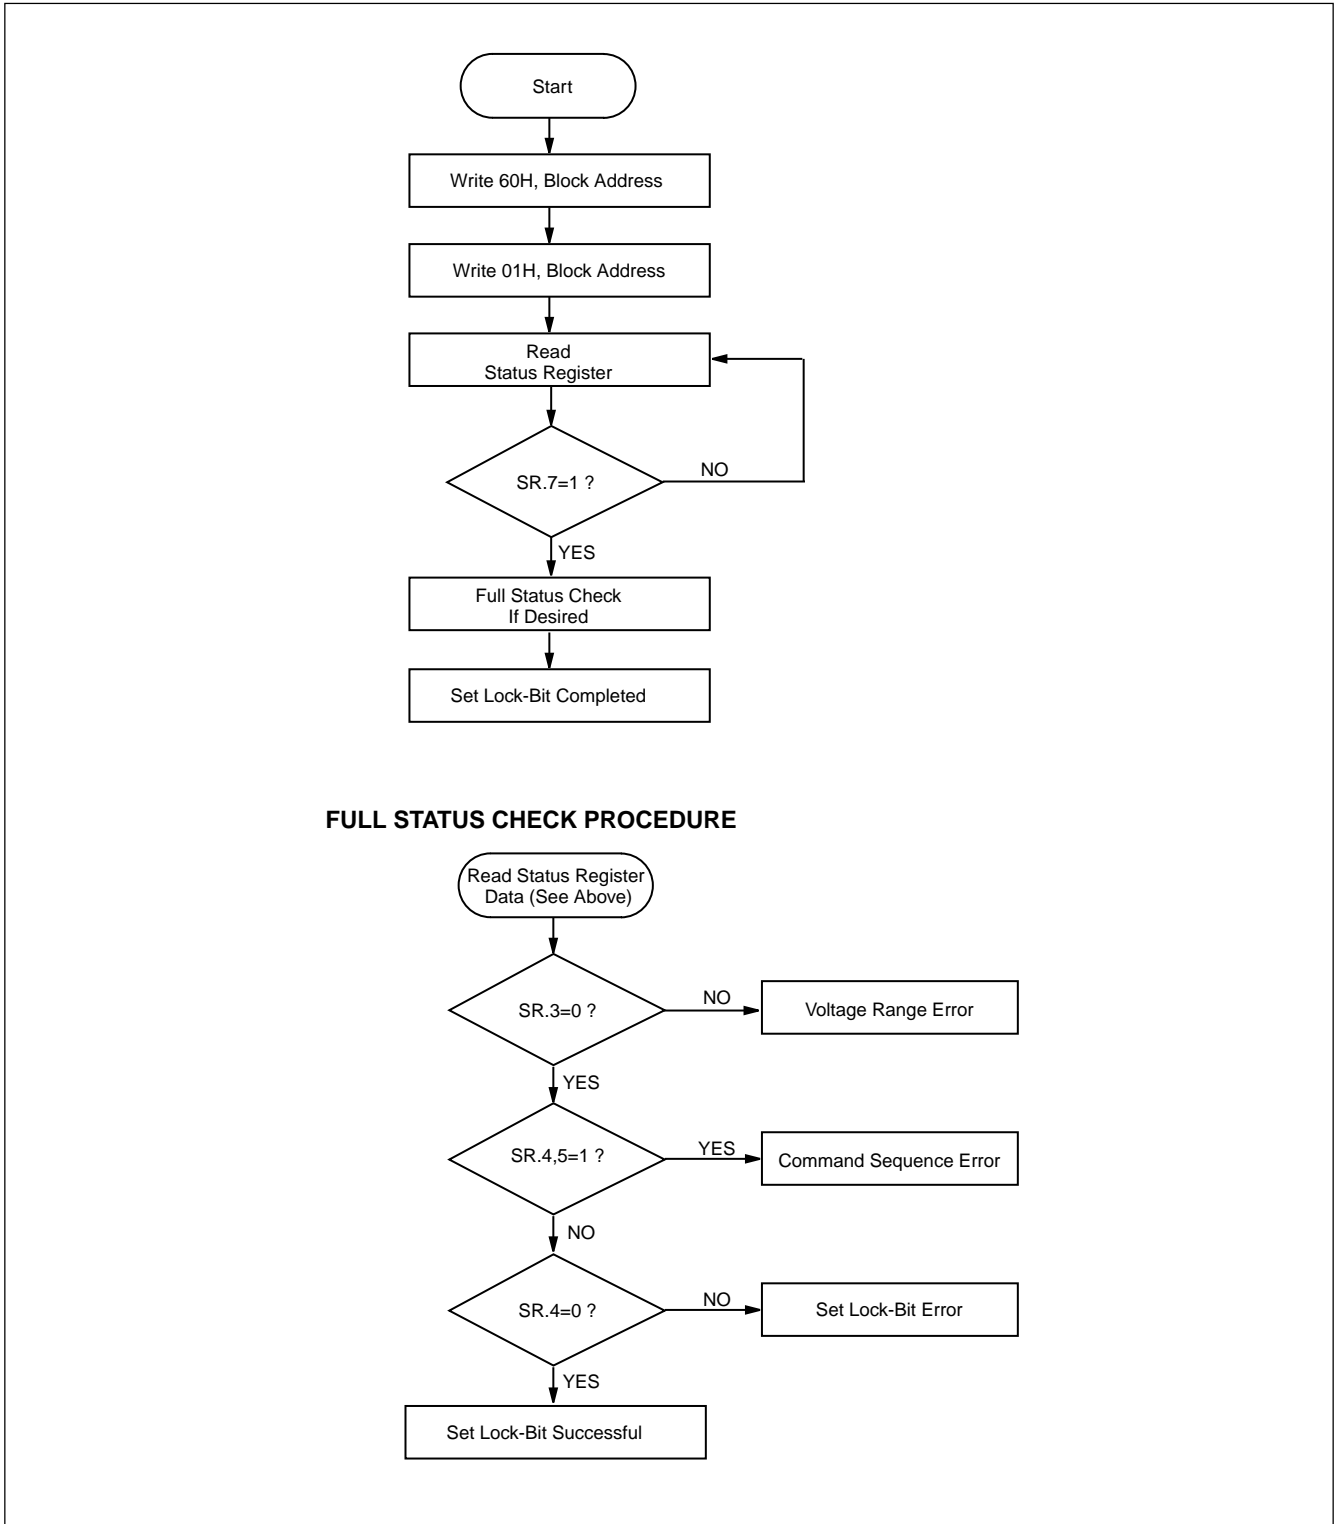 Start
Write 60H, Block Address
Write 01H, Block Address
Read
Status Register
SR.7=1 ?
NO
YES
Full Status Check
If Desired
Set Lock-Bit Completed
FULL STATUS CHECK PROCEDURE
Read Status Register
Data (See Above)
SR.3=0 ?
NO
Voltage Range Error
YES
SR.4,5=1 ?
YES
Command Sequence Error
NO
SR.4=0 ?
NO
Set Lock-Bit Error
YES
Set Lock-Bit Successful